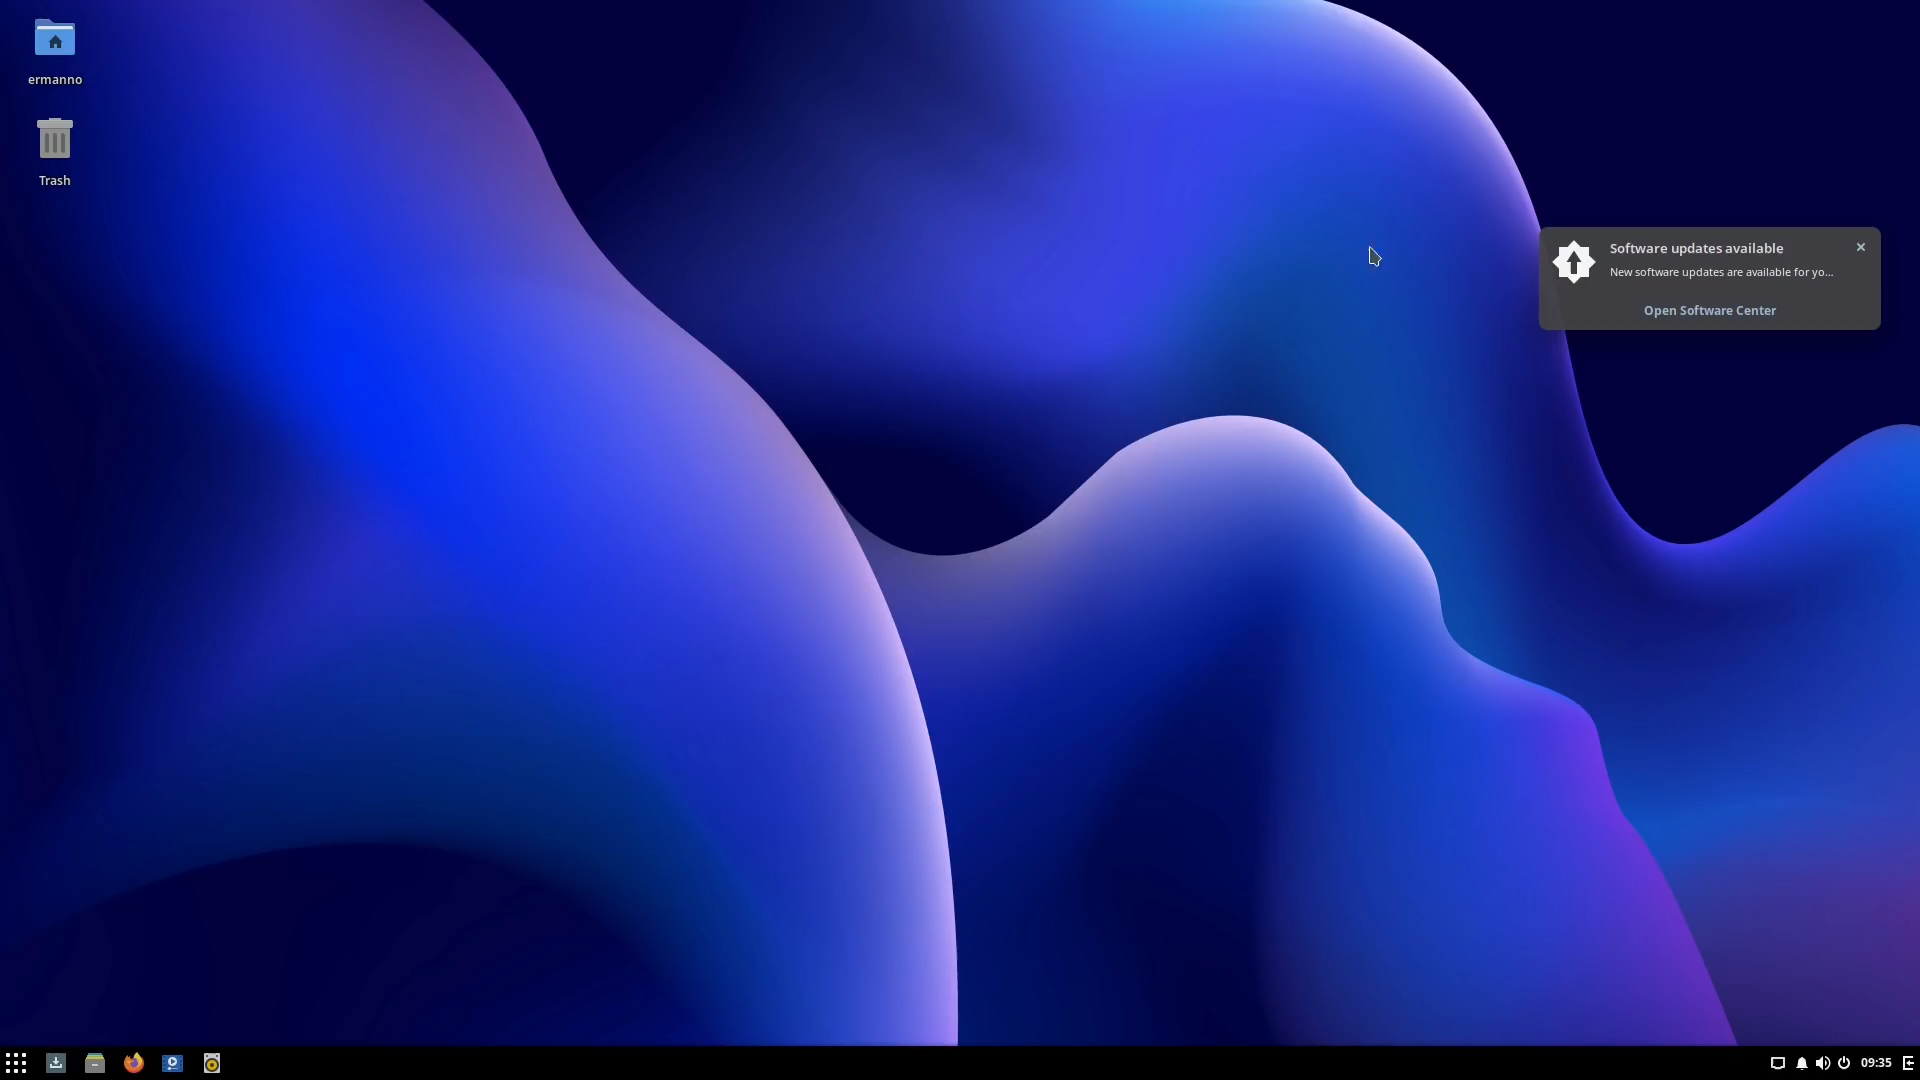 ermanno
Trash
Software updates available
New software updates are available for yo...
Open Software Center
09:35